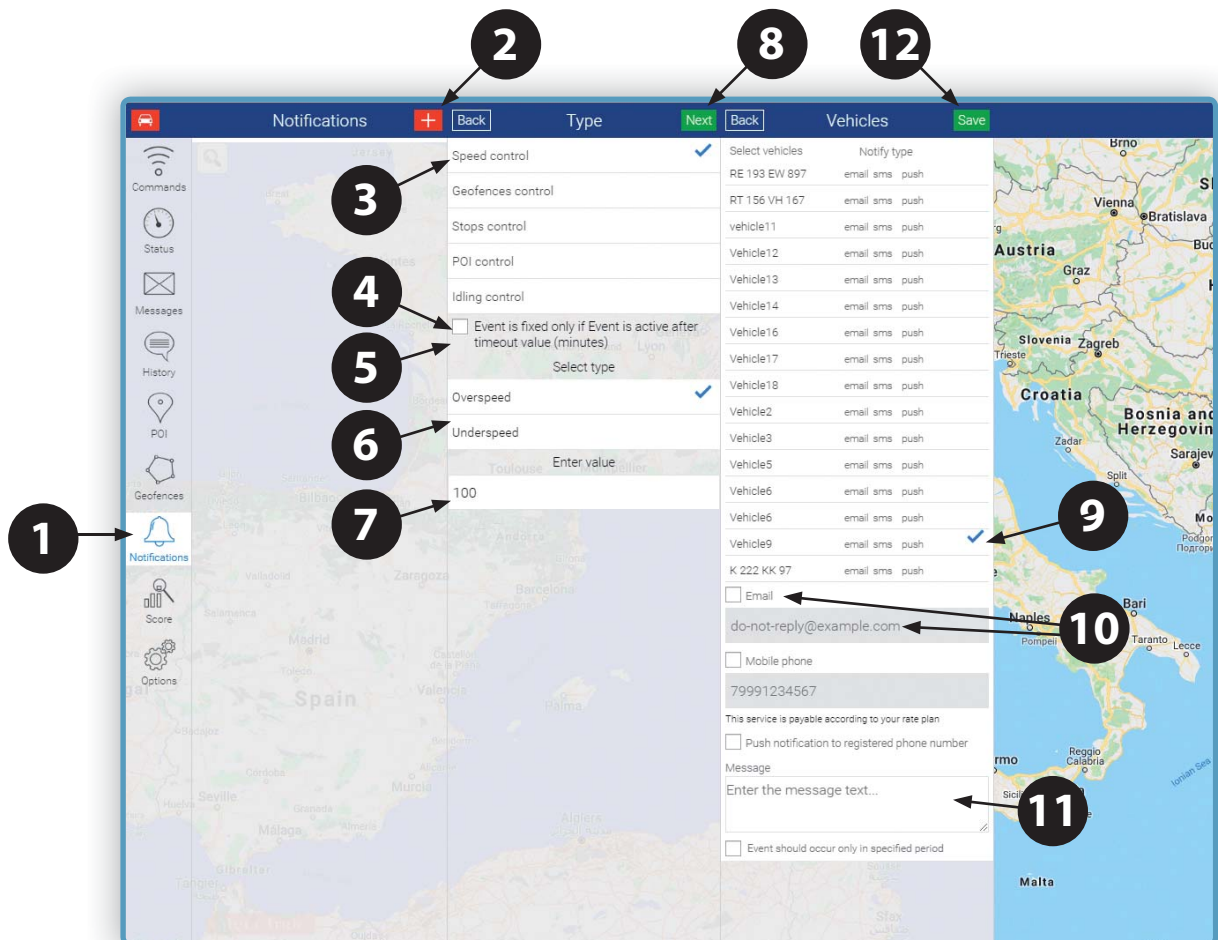 2
8
12
Notifications
Back
Type
Next
Back
Vehicles
Save
Commands
Status
Messages
History
POI
Geofences
1
Notifications
Score
Options
3
Speed control
Geofences control
Stops control
POI control
Idling control
4
Event is fixed only if Event is active after
timeout value (minutes)
5
Select type
Overspeed
6
Underspeed
Enter value
7
100
Select vehicles Notify type
RE 193 EW 897 email sms push
RT 156 VH 167 email sms push
vehicle11 email sms push
Vehicle12 email sms push
Vehicle13 email sms push
Vehicle14 email sms push
Vehicle16 email sms push
Vehicle17 email sms push
Vehicle18 email sms push
Vehicle2 email sms push
Vehicle3 email sms push
Vehicle5 email sms push
Vehicle6 email sms push
Vehicle6 email sms push
Vehicle9 email sms push
9
K 222 KK 97 email sms push
Email
do-not-reply@example.com
10
Mobile phone
79991234567
This service is payable according to your rate plan
Push notification to registered phone number
Message
Enter the message text...
11
Event should occur only in specified period
Brno
Vienna
Bratislava
Austria
Graz
Slovenia
Zagreb
Trieste
Croatia
Bosnia and
Herzegovin
Zadar
Sarajev
Split
Naples
Pompeii
Bari
Taranto
Lecce
Reggio
Calabria
Ionian Sea
Malta
Lyon
Toulouse
Montpellier
Bilbao
Andorra
Valladolid
Zaragoza
Barcelona
Tarragona
Salamanca
Madrid
Toledo
Spain
Palma
Badajoz
Murcia
Cordoba
Seville
Huelva
Granada
Almeria
Málaga
Gibraltar
Algiers
Sfax